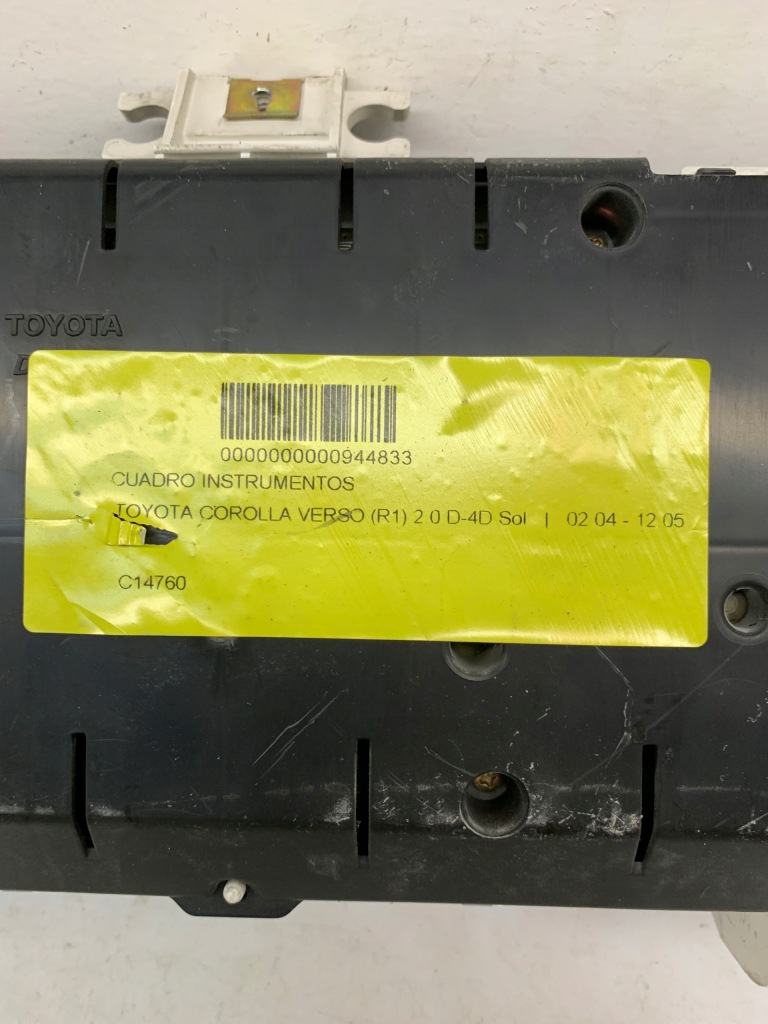 TOYOTA
D
0000000000944833
CUADRO INSTRUMENTOS
TOYOTA COROLLA VERSO (R1) 2 0 D-4D Sol | 02 04 - 12 05
C14760